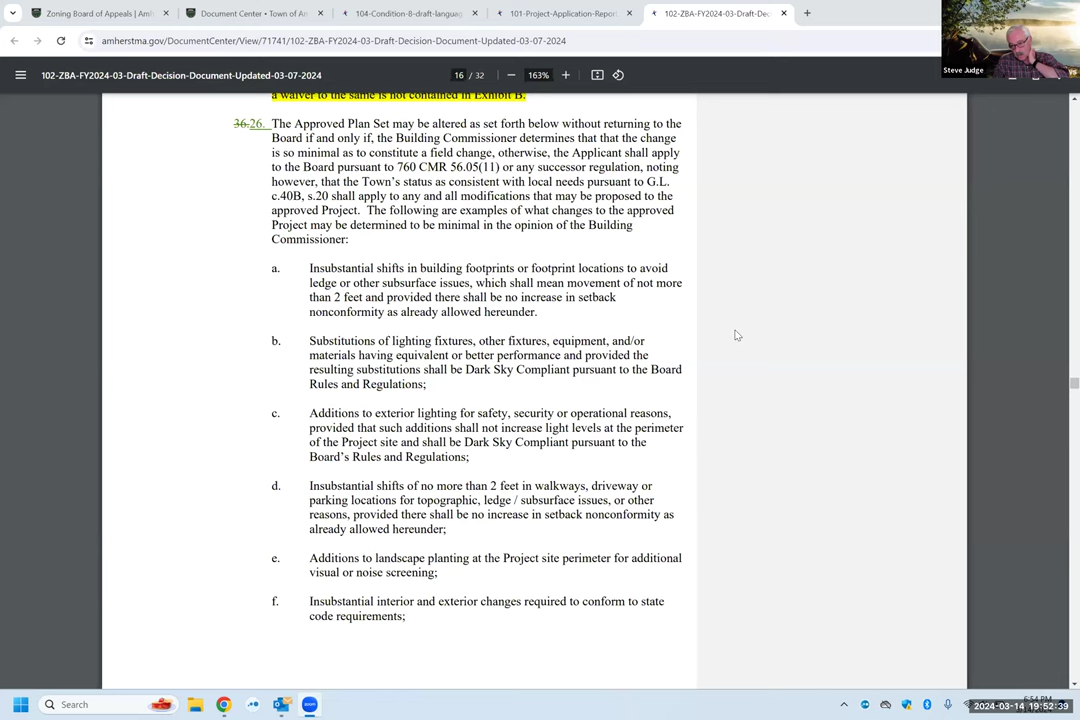 Zoning Board of Appeals | Amh
Document Center • Town of Am
104-Condition-8-draft-languag
101-Project-Application-Report
102-ZBA-FY2024-03-Draft-Deci
amherstma.gov/DocumentCenter/View/71741/102-ZBA-FY2024-03-Draft-Decision-Document-Updated-03-07-2024
Steve Judge
102-ZBA-FY2024-03-Draft-Decision-Document-Updated-03-07-2024
16 / 32
163%
a waiver to the same is not contained in Exhibit B.
36.26. The Approved Plan Set may be altered as set forth below without returning to the
Board if and only if, the Building Commissioner determines that that the change
is so minimal as to constitute a field change, otherwise, the Applicant shall apply
to the Board pursuant to 760 CMR 56.05(11) or any successor regulation, noting
however, that the Town's status as consistent with local needs pursuant to G.L.
c.40B, s.20 shall apply to any and all modifications that may be proposed to the
approved Project. The following are examples of what changes to the approved
Project may be determined to be minimal in the opinion of the Building
Commissioner:
a. Insubstantial shifts in building footprints or footprint locations to avoid
ledge or other subsurface issues, which shall mean movement of not more
than 2 feet and provided there shall be no increase in setback
nonconformity as already allowed hereunder.
b. Substitutions of lighting fixtures, other fixtures, equipment, and/or
materials having equivalent or better performance and provided the
resulting substitutions shall be Dark Sky Compliant pursuant to the Board
Rules and Regulations;
c. Additions to exterior lighting for safety, security or operational reasons,
provided that such additions shall not increase light levels at the perimeter
of the Project site and shall be Dark Sky Compliant pursuant to the
Board's Rules and Regulations;
d. Insubstantial shifts of no more than 2 feet in walkways, driveway or
parking locations for topographic, ledge / subsurface issues, or other
reasons, provided there shall be no increase in setback nonconformity as
already allowed hereunder;
e. Additions to landscape planting at the Project site perimeter for additional
visual or noise screening;
f. Insubstantial interior and exterior changes required to conform to state
code requirements;
Search
zoom
6:54 PM
2024-03-14 19:52:39